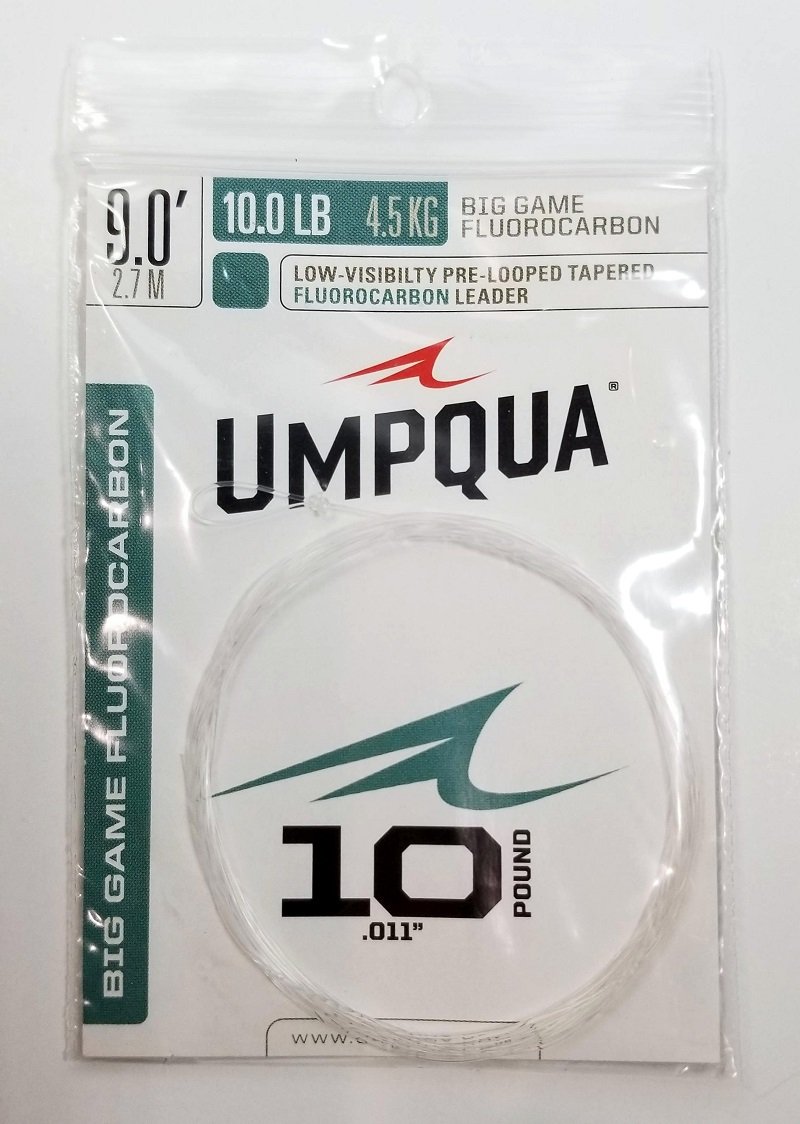 9.0'
2.7 M
10.0 LB 4.5 KG
BIG GAME
FLUOROCARBON
LOW-VISIBILTY PRE-LOOPED TAPERED
FLUOROCARBON LEADER
UMPQUA®
BIG GAME FLUOROCARBON
10
POUND
.011”
www.